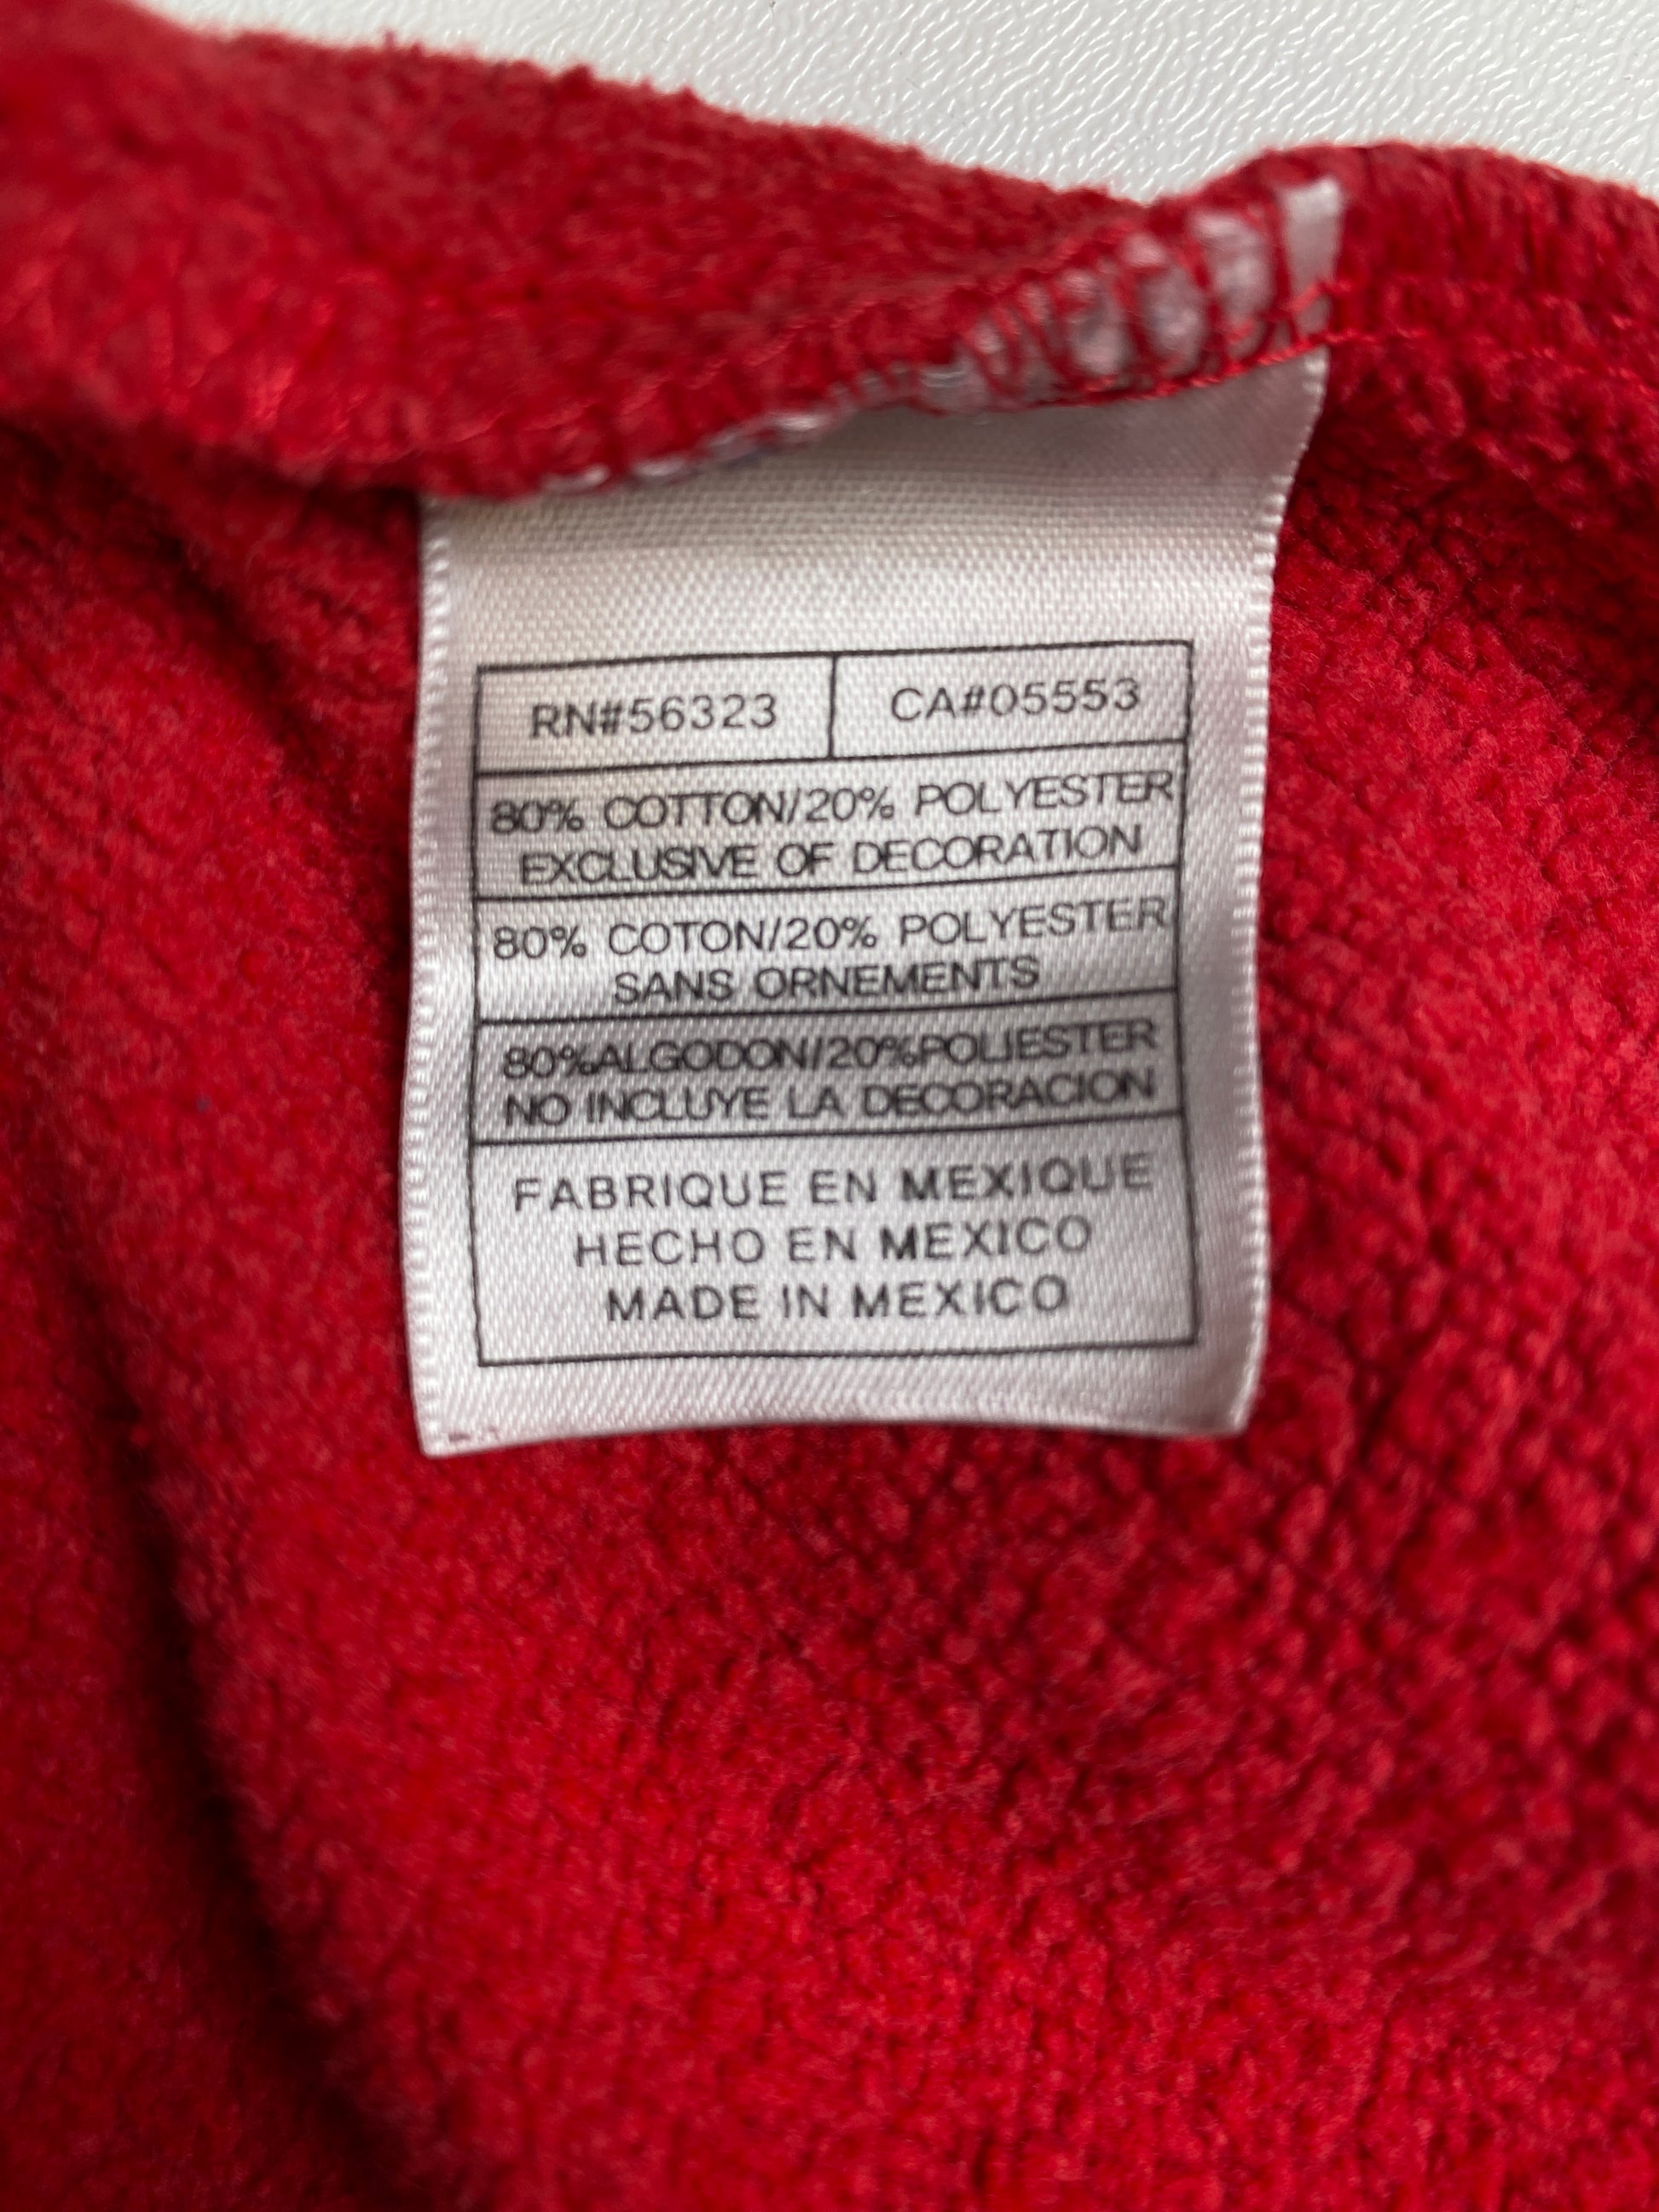 RN#56323 CA#05553
80% COTTON/20% POLYESTER
EXCLUSIVE OF DECORATION
80% COTON/20% POLYESTER
SANS ORNEMENTS
80%ALGODON/20%POLIESTER
NO INCLUYE LA DECORACION
FABRIQUE EN MEXIQUE
HECHO EN MEXICO
MADE IN MEXICO